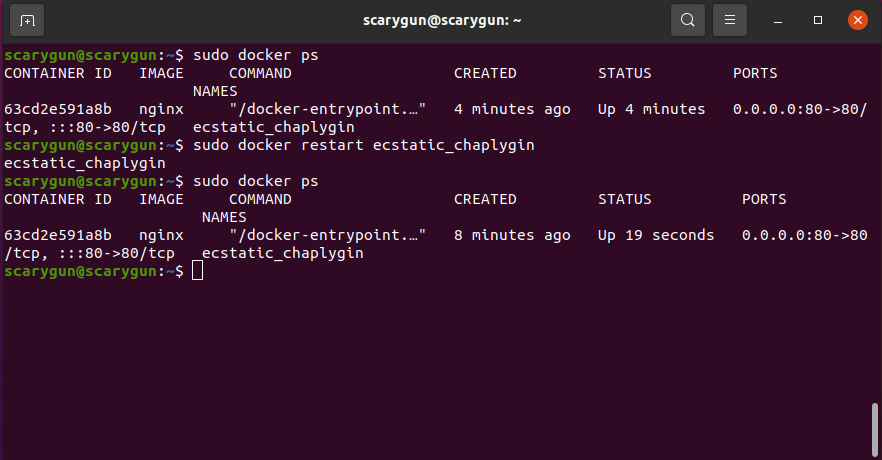 scarygun@scarygun: ~
scarygun@scarygun:~$ sudo docker ps
CONTAINER ID   IMAGE     COMMAND                  CREATED         STATUS         PORTS
                     NAMES
63cd2e591a8b   nginx     "/docker-entrypoint.…"   4 minutes ago   Up 4 minutes   0.0.0.0:80->80/
tcp, :::80->80/tcp   ecstatic_chaplygin
scarygun@scarygun:~$ sudo docker restart ecstatic_chaplygin
ecstatic_chaplygin
scarygun@scarygun:~$ sudo docker ps
CONTAINER ID   IMAGE     COMMAND                  CREATED         STATUS          PORTS
                      NAMES
63cd2e591a8b   nginx     "/docker-entrypoint.…"   8 minutes ago   Up 19 seconds   0.0.0.0:80->80
/tcp, :::80->80/tcp   ecstatic_chaplygin
scarygun@scarygun:~$